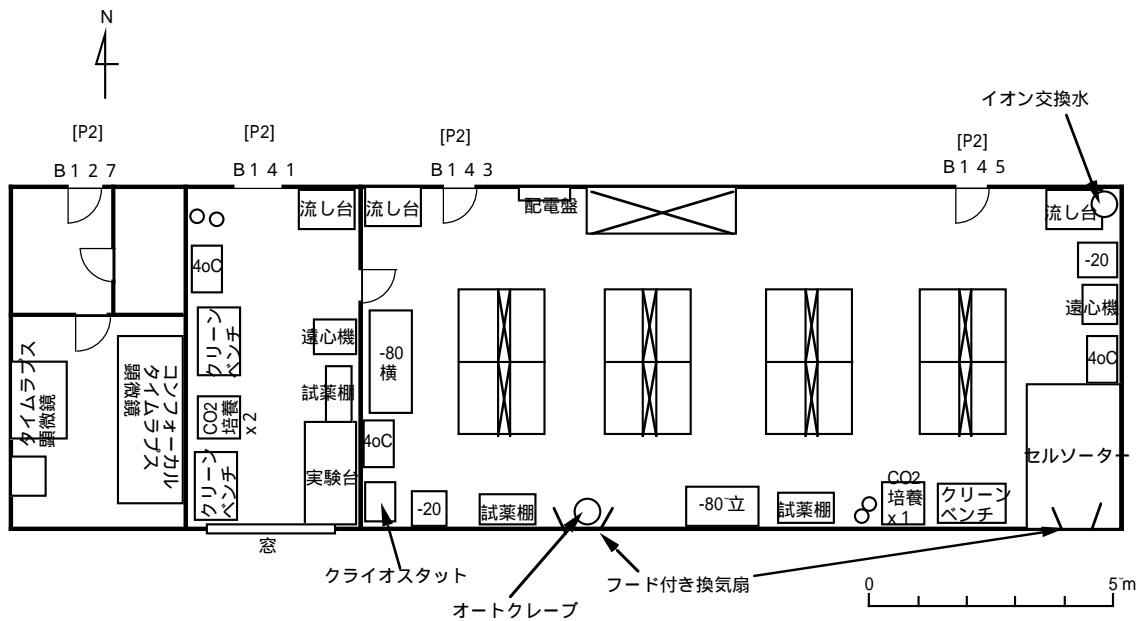 N
イオン交換水
[P2]
[P2]
[P2]
[P2]
B127
B141
B143
B145
流し台
流し台
配電盤
流し台
4oC
-20
遠心機
クリーン
ベンチ
遠心機
-80
横
4oC
タイムラプス
顕微鏡
コンフォーカル
タイムラプス
顕微鏡
試薬棚
CO2
培養
x 2
4oC
セルソーター
クリーン
ベンチ
実験台
-20
試薬棚
-80 立
試薬棚
CO2
培養
x 1
クリーン
ベンチ
窓
クライオスタット
オートクレーブ
フード付き換気扇
0
5 m